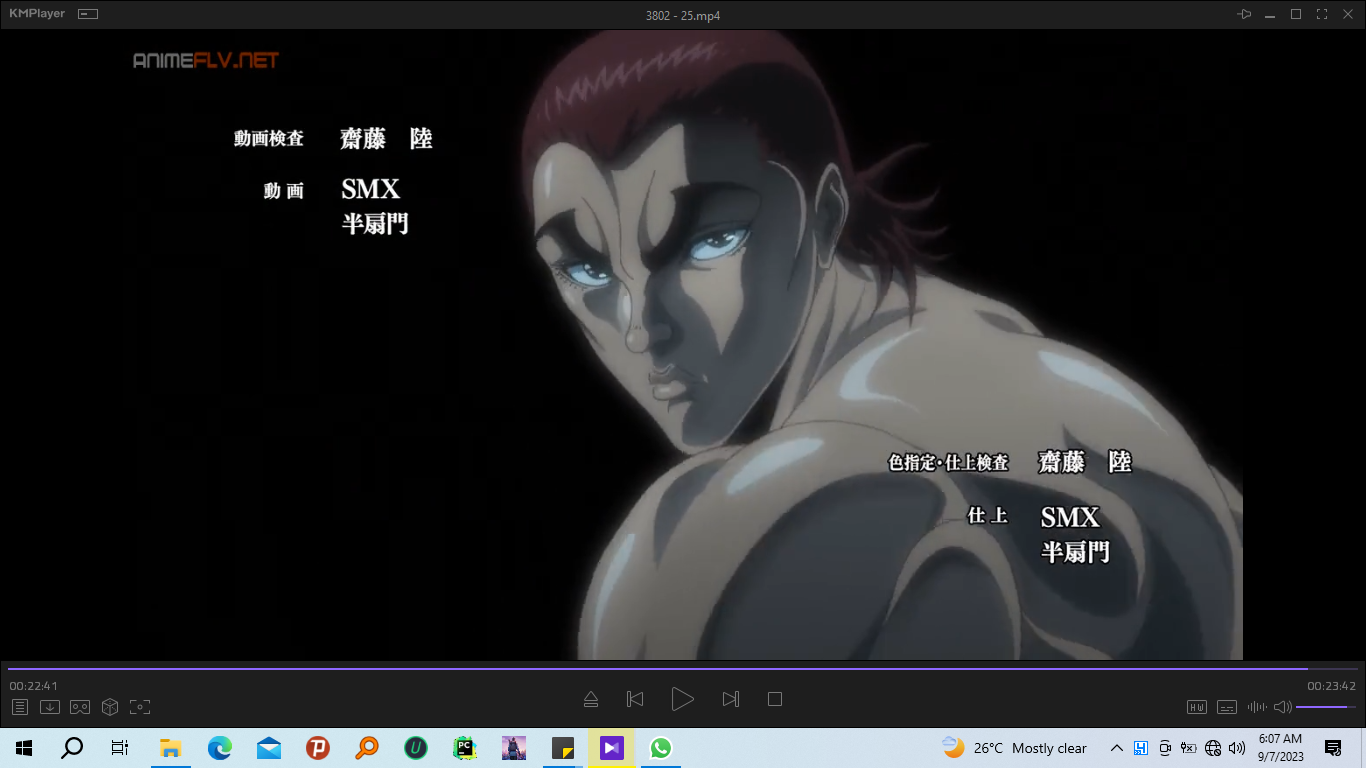 KMPlayer
3802 - 25.mp4
ANIMEFLV.NET
動画検査 齋藤 陸
動画 SMX
半扇門
色指定・仕上検査 齋藤 陸
仕上 SMX
半扇門
00:22:41
00:23:42
HW
26°C Mostly clear
6:07 AM
9/7/2023